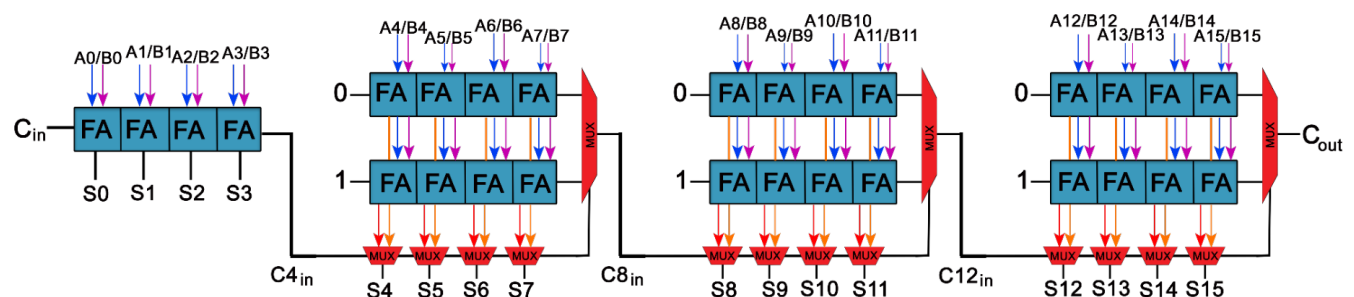 A0/B0 A1/B1 A2/B2 A3/B3
C_in FA FA FA FA
S0 S1 S2 S3
A4/B4 A5/B5 A6/B6 A7/B7
0 FA FA FA FA
MUX
1 FA FA FA FA
C4_in MUX MUX MUX MUX
S4 S5 S6 S7
A8/B8 A9/B9 A10/B10 A11/B11
0 FA FA FA FA
MUX
1 FA FA FA FA
C8_in MUX MUX MUX MUX
S8 S9 S10 S11
A12/B12 A13/B13 A14/B14 A15/B15
0 FA FA FA FA
MUX C_out
1 FA FA FA FA
C12_in MUX MUX MUX MUX
S12 S13 S14 S15